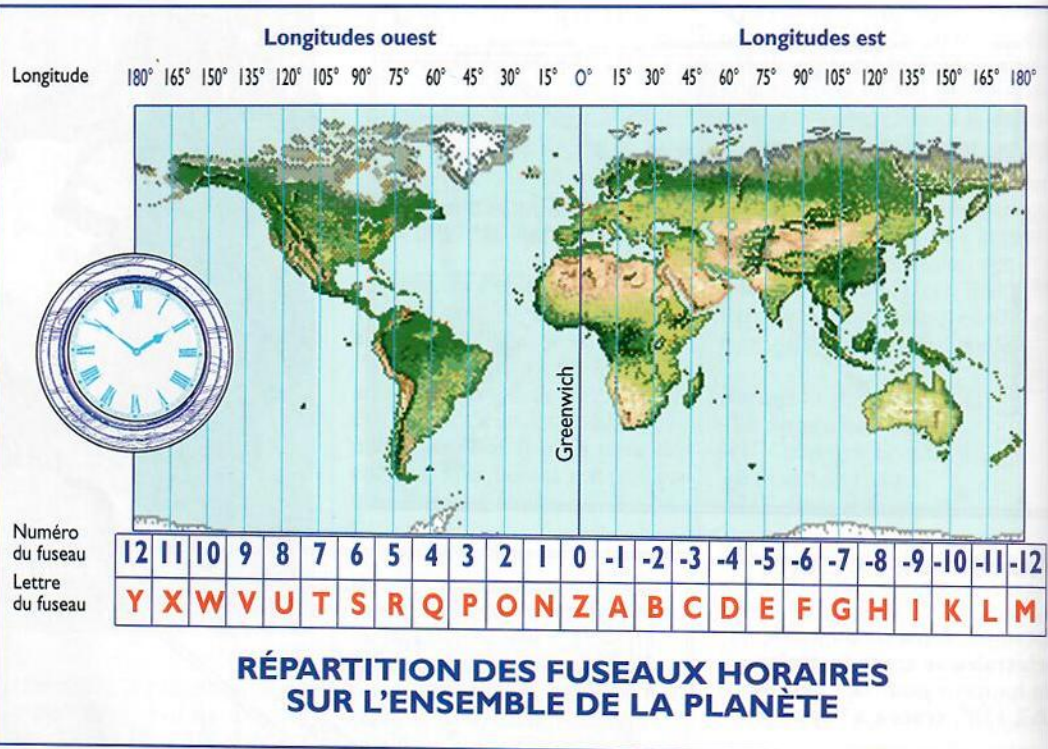 Longitudes ouest Longitudes est
Longitude 180° 165° 150° 135° 120° 105° 90° 75° 60° 45° 30° 15° 0° 15° 30° 45° 60° 75° 90° 105° 120° 135° 150° 165° 180°
Greenwich
Numéro
du fuseau 12 11 10 9 8 7 6 5 4 3 2 1 0 -1 -2 -3 -4 -5 -6 -7 -8 -9 -10 -11 -12
Lettre
du fuseau Y X W V U T S R Q P O N Z A B C D E F G H I K L M
RÉPARTITION DES FUSEAUX HORAIRES
SUR L'ENSEMBLE DE LA PLANÈTE